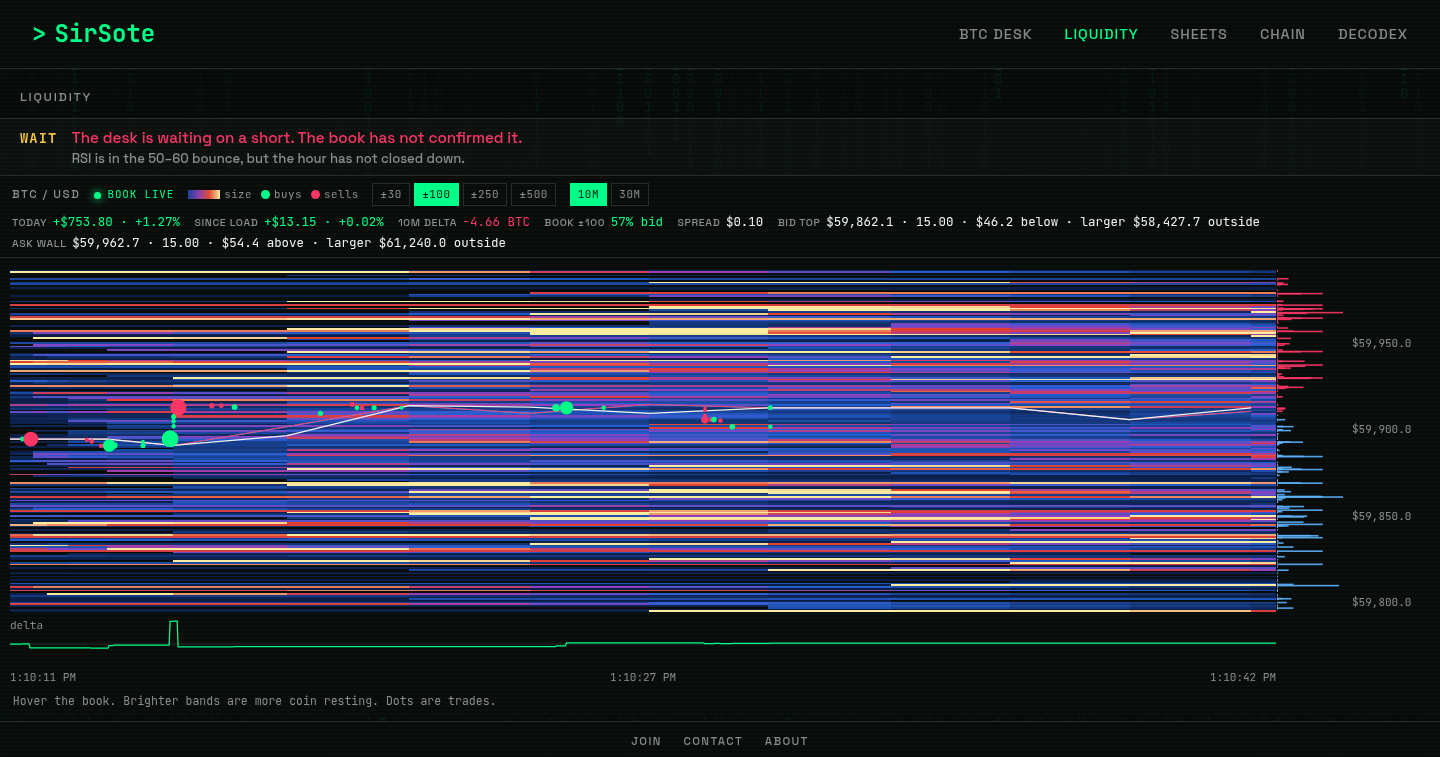 > SirSote
BTC DESK LIQUIDITY SHEETS CHAIN DECODEX
LIQUIDITY
WAIT The desk is waiting on a short. The book has not confirmed it.
RSI is in the 50–60 bounce, but the hour has not closed down.
BTC / USD BOOK LIVE size buys sells ±30 ±100 ±250 ±500 10M 30M
TODAY +$753.80 · +1.27% SINCE LOAD +$13.15 · +0.02% 10M DELTA -4.66 BTC BOOK ±100 57% bid SPREAD $0.10 BID TOP $59,862.1 · 15.00 · $46.2 below · larger $58,427.7 outside
ASK WALL $59,962.7 · 15.00 · $54.4 above · larger $61,240.0 outside
$59,950.0
$59,900.0
$59,850.0
$59,800.0
delta
1:10:11 PM 1:10:27 PM 1:10:42 PM
Hover the book. Brighter bands are more coin resting. Dots are trades.
JOIN CONTACT ABOUT